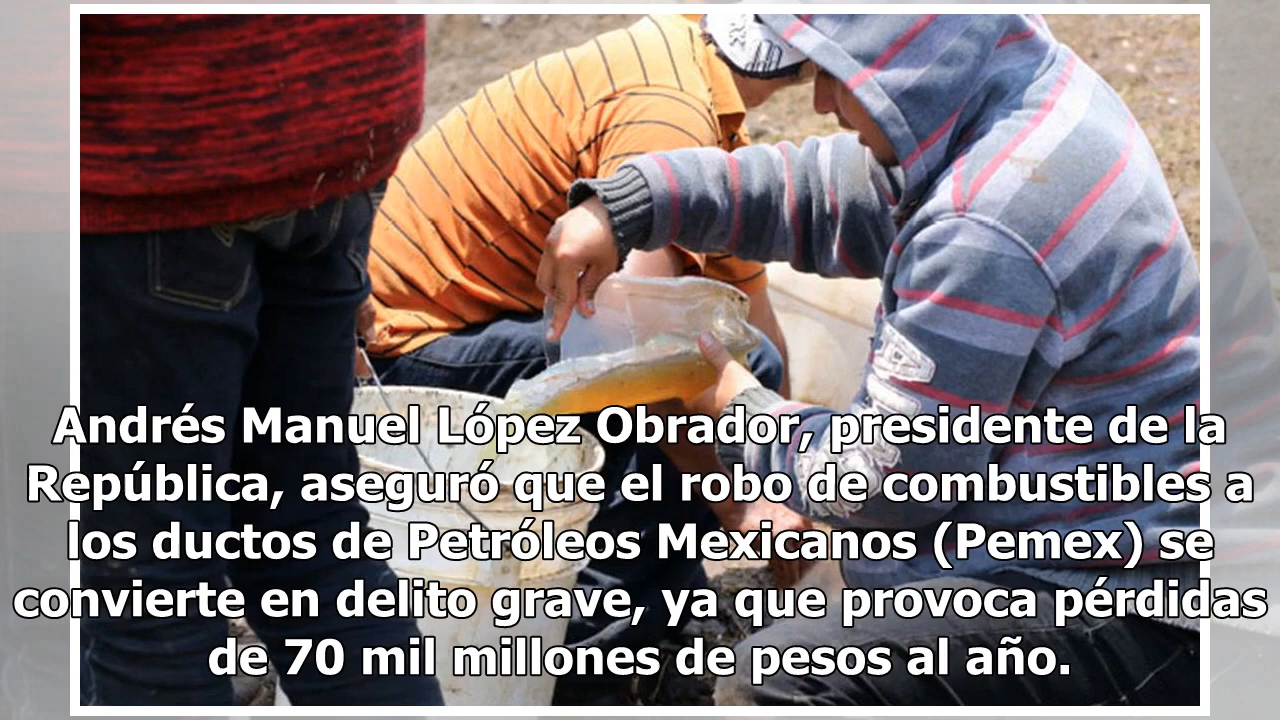 Andrés Manuel López Obrador, presidente de la
República, aseguró que el robo de combustibles a
los ductos de Petróleos Mexicanos (Pemex) se
convierte en delito grave, ya que provoca pérdidas
de 70 mil millones de pesos al año.